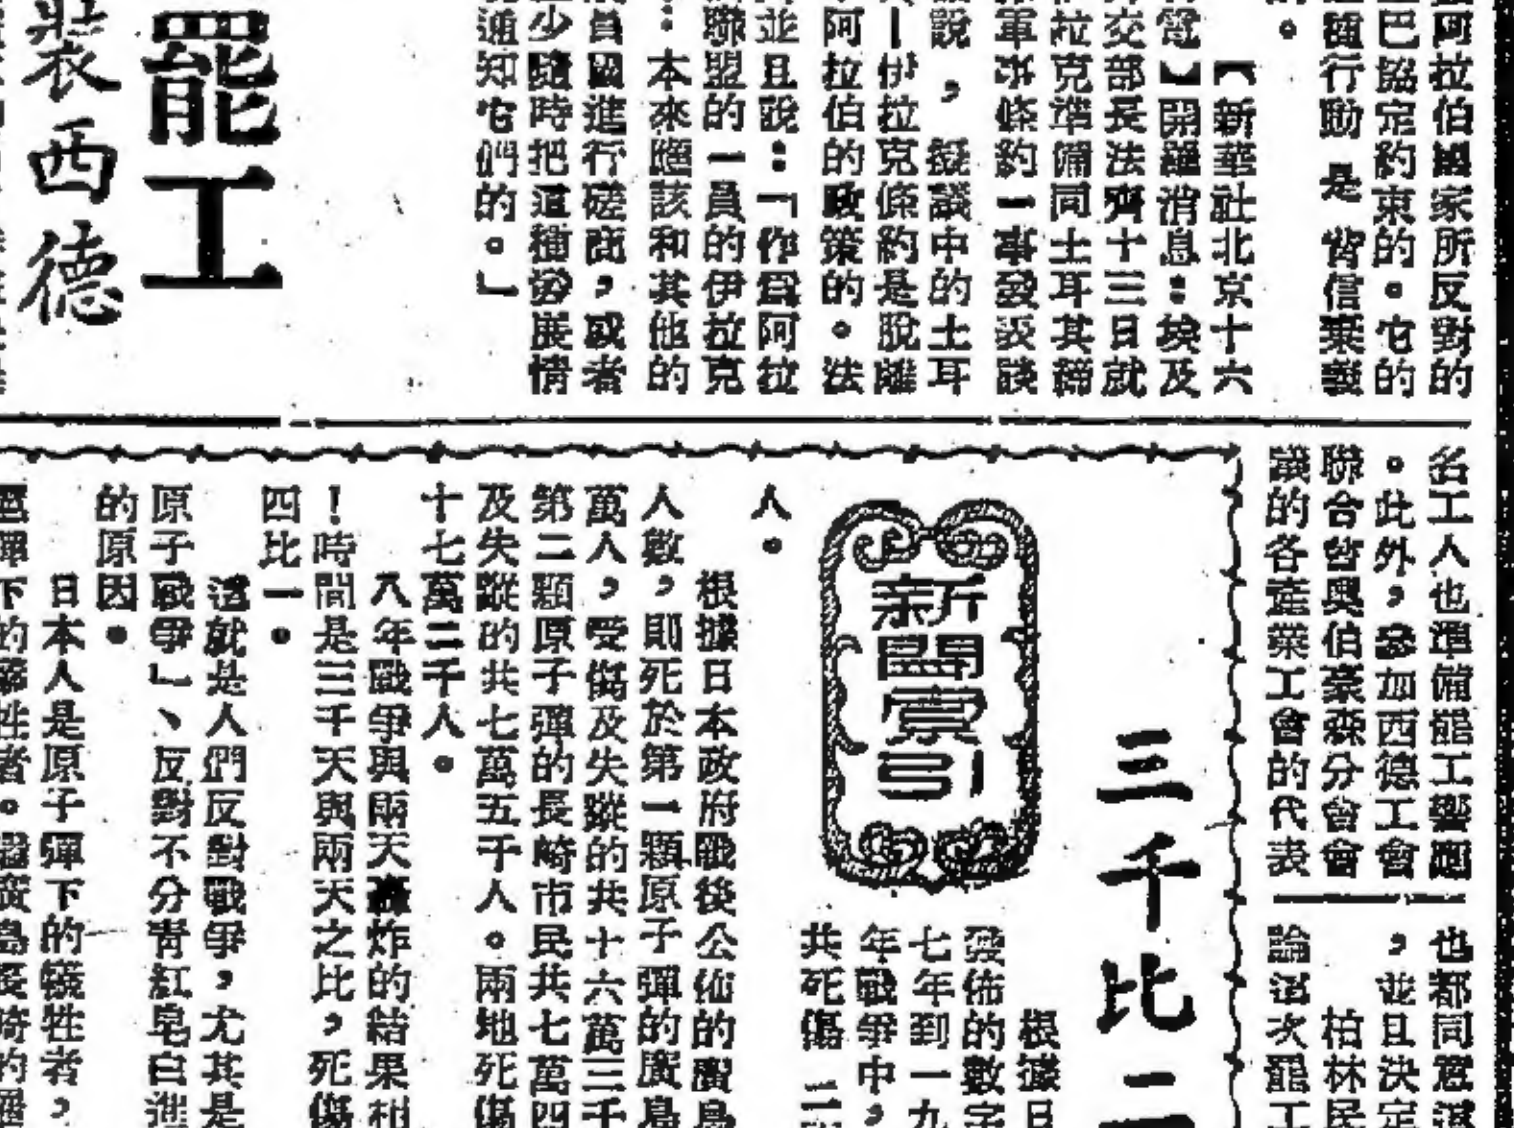 阿拉伯國家所反對的
巴協定約束的。它的
種行動是背信棄義
。
【新華社北京十六
電】開羅消息：埃及
交部長法齊十三日就
拉克準備同土耳其締
軍事條約一事發表談
說，擬議中的土耳
—伊拉克條約是脫離
阿拉伯的政策的。法
並且說：「作爲阿拉
聯盟的一員的伊拉克
：本來應該和其他的
員國進行磋商，或者
少隨時把這種發展情
通知它們的。」
罷工
裝西德
名工人也準備罷工響應
。此外，參加西德工會
聯合會奧伯豪森分會會
議的各產業工會的代表
也都同意
，並且決定
柏林民
論這次罷工
三千比二
新聞索引
根據日
發佈的數字
七年到一九
年戰爭中，
共死傷二
人。
根據日本政府戰後公佈的廣島
人數，則死於第一顆原子彈的廣島
萬人，受傷及失蹤的共十六萬三千
第二顆原子彈的長崎市民共七萬四
及失蹤的共七萬五千人。兩地死傷
十七萬二千人。
八年戰爭與兩天轟炸的結果相
！時間是三千天與兩天之比，死傷
四比一。
這就是人們反對戰爭，尤其是
原子戰爭」、反對不分靑紅皂白進
的原因。
日本人是原子彈下的犧牲者，
彈下的犧牲者。